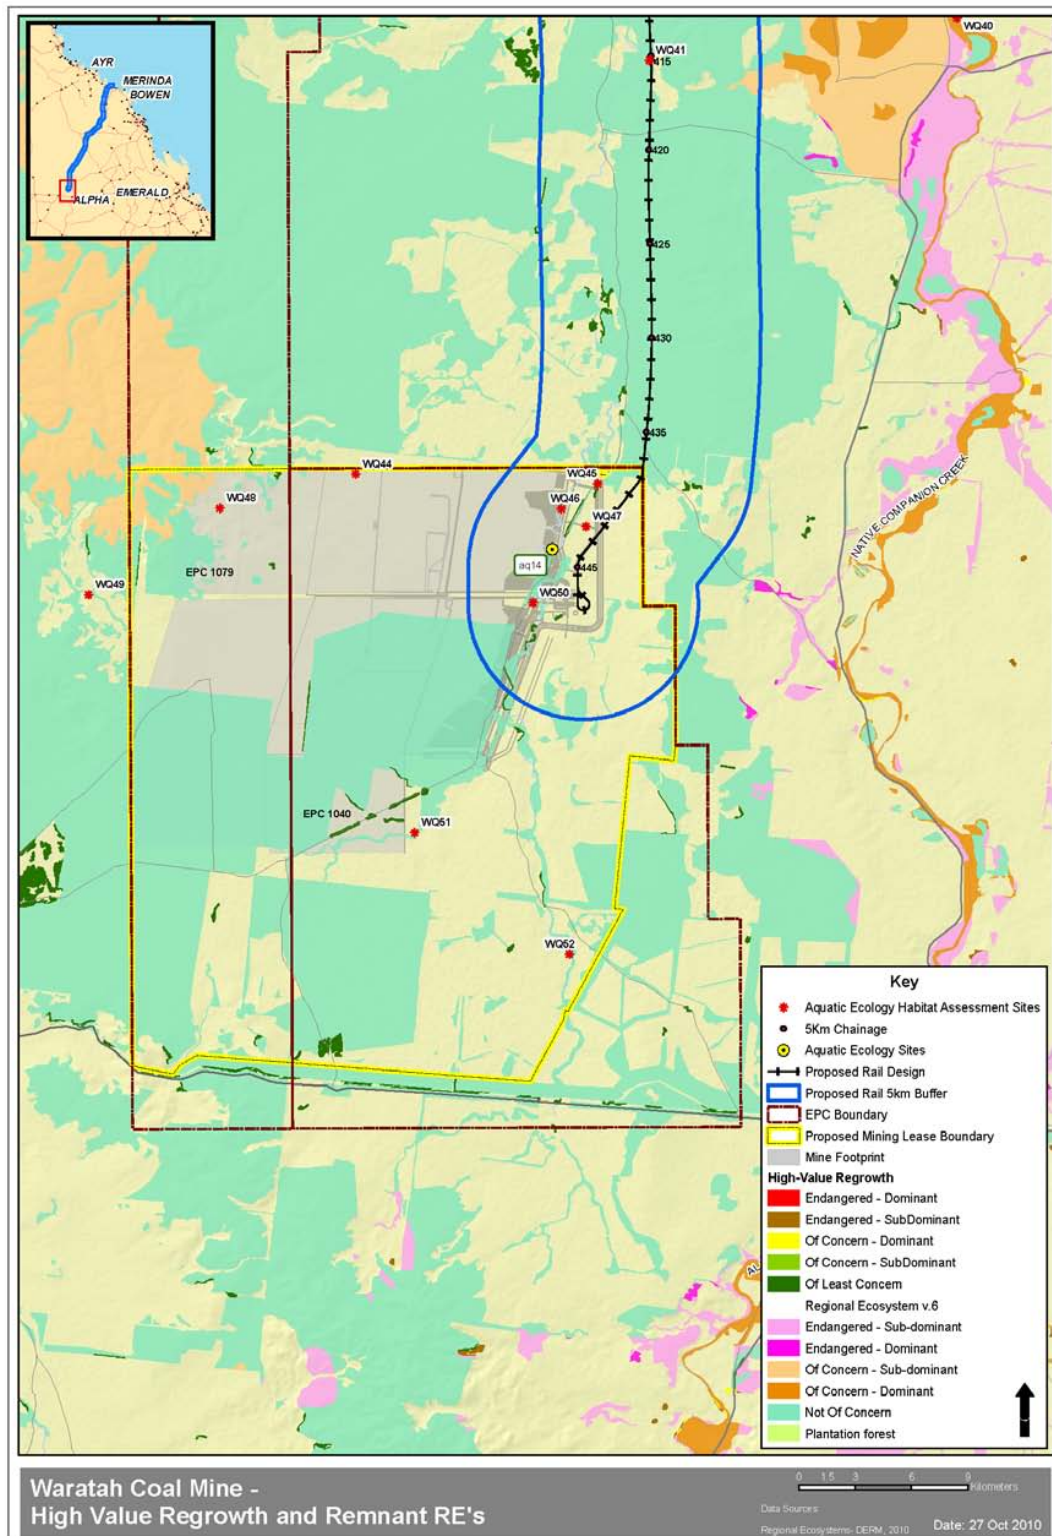 AYR
MERINDA
BOWEN
EMERALD
ALPHA
WQ40
WQ41
415
420
425
430
435
WQ44
WQ45
WQ48
WQ46
WQ47
NATIVE COMPANION CREEK
aq14
445
EPC 1079
WQ49
WQ50
EPC 1040
WQ51
WQ52
Key
Aquatic Ecology Habitat Assessment Sites
5Km Chainage
Aquatic Ecology Sites
Proposed Rail Design
Proposed Rail 5km Buffer
EPC Boundary
Proposed Mining Lease Boundary
Mine Footprint
High-Value Regrowth
Endangered - Dominant
Endangered - SubDominant
Of Concern - Dominant
Of Concern - SubDominant
Of Least Concern
Regional Ecosystem v.6
Endangered - Sub-dominant
Endangered - Dominant
Of Concern - Sub-dominant
Of Concern - Dominant
Not Of Concern
Plantation forest
Waratah Coal Mine -
High Value Regrowth and Remnant RE's
0 1.5 3 6 9
Kilometers
Data Sources:
Regional Ecosystems- DERM, 2010
Date: 27 Oct 2010